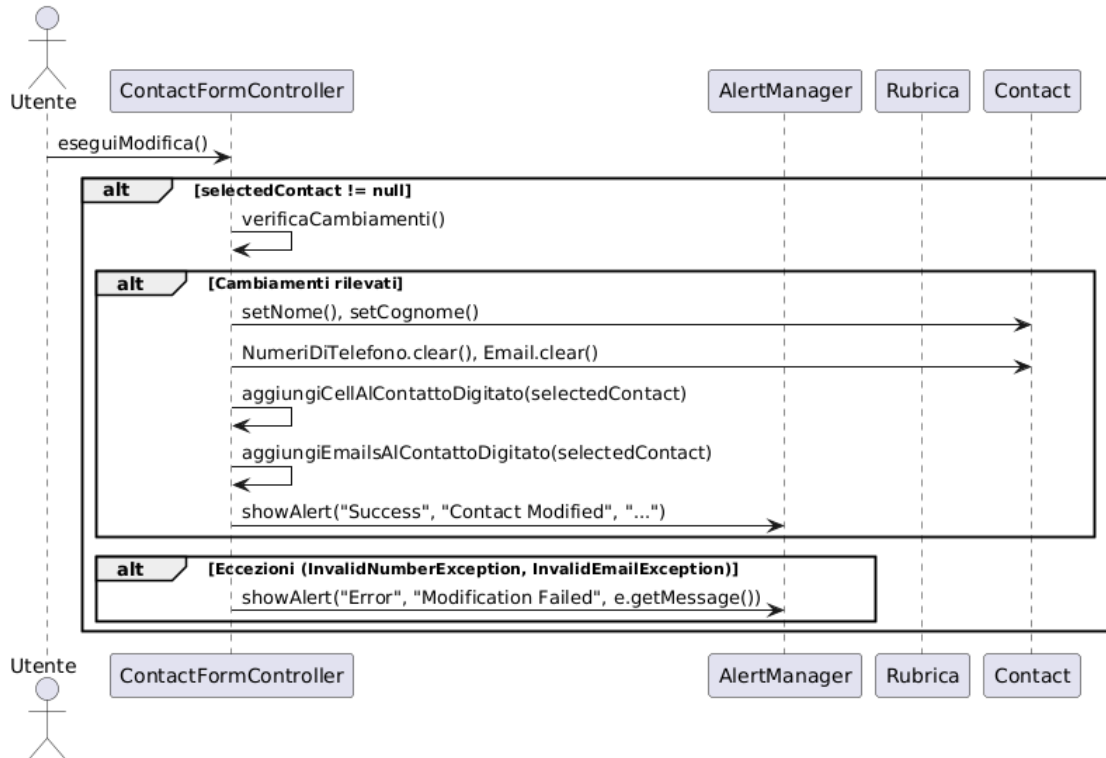 Utente
ContactFormController
AlertManager
Rubrica
Contact
eseguiModifica()
alt
[selectedContact != null]
verificaCambiamenti()
alt
[Cambiamenti rilevati]
setNome(), setCognome()
NumeriDiTelefono.clear(), Email.clear()
aggiungiCellAlContattoDigitato(selectedContact)
aggiungiEmailsAlContattoDigitato(selectedContact)
showAlert("Success", "Contact Modified", "...")
alt
[Eccezioni (InvalidNumberException, InvalidEmailException)]
showAlert("Error", "Modification Failed", e.getMessage())
Utente
ContactFormController
AlertManager
Rubrica
Contact